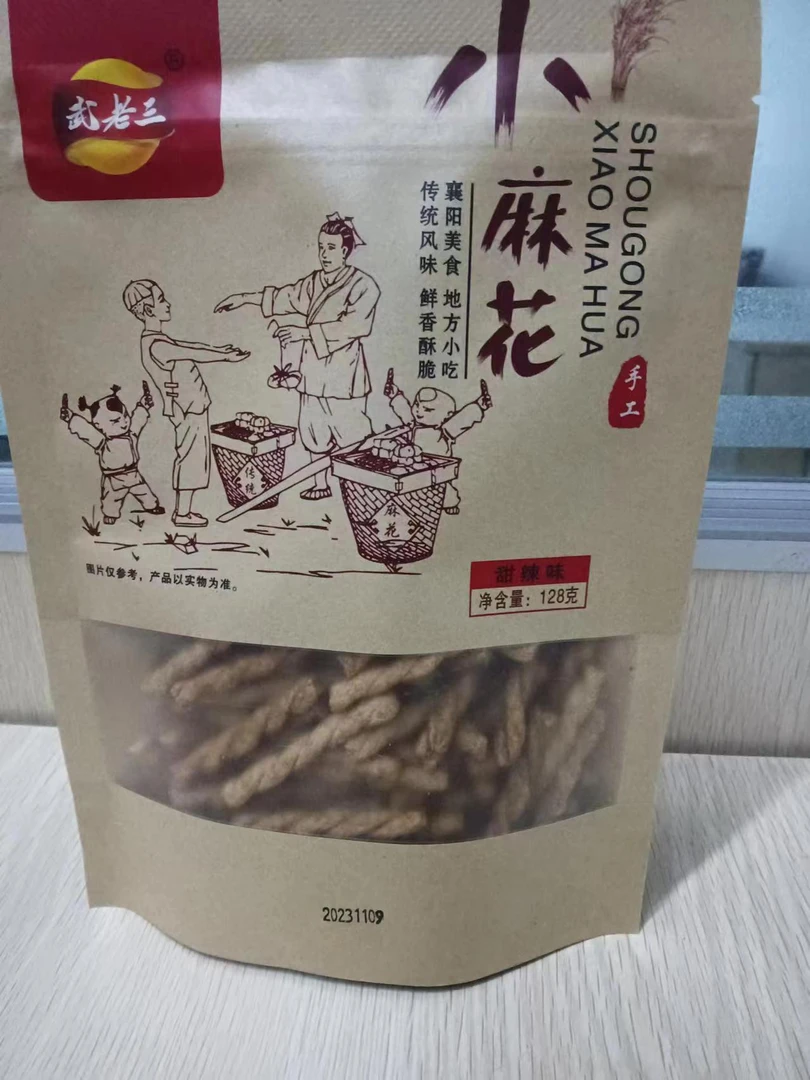 武老三
小麻花
SHOUGONG
XIAO MA HUA
手工
襄阳美食 地方小吃
传统风味 鲜香酥脆
传统
麻花
图片仅参考，产品以实物为准。
甜辣味
净含量：128克
20231109